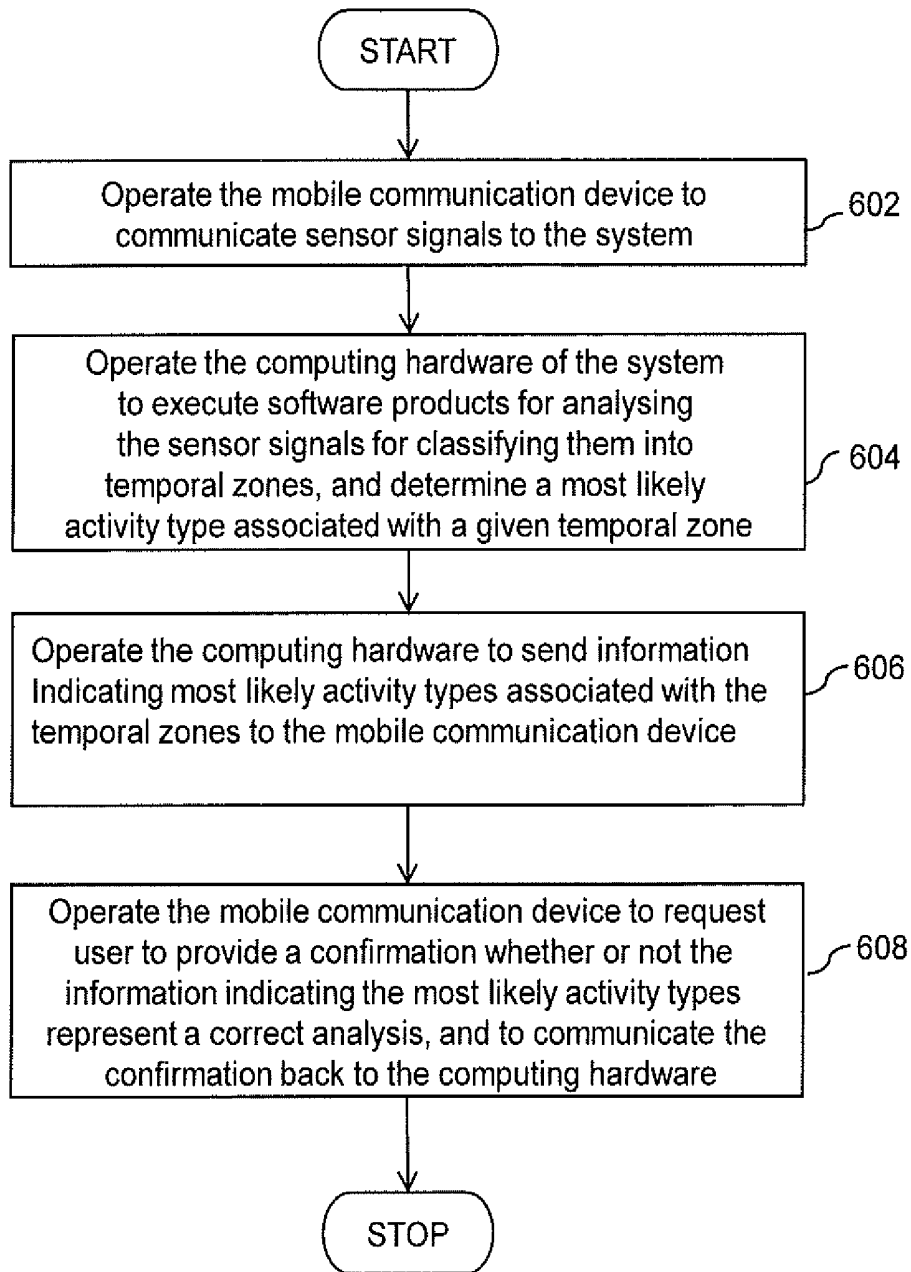 START
Operate the mobile communication device to
communicate sensor signals to the system
602
Operate the computing hardware of the system
to execute software products for analysing
the sensor signals for classifying them into
temporal zones, and determine a most likely
activity type associated with a given temporal zone
604
Operate the computing hardware to send information
Indicating most likely activity types associated with the
temporal zones to the mobile communication device
606
Operate the mobile communication device to request
user to provide a confirmation whether or not the
information indicating the most likely activity types
represent a correct analysis, and to communicate the
confirmation back to the computing hardware
608
STOP